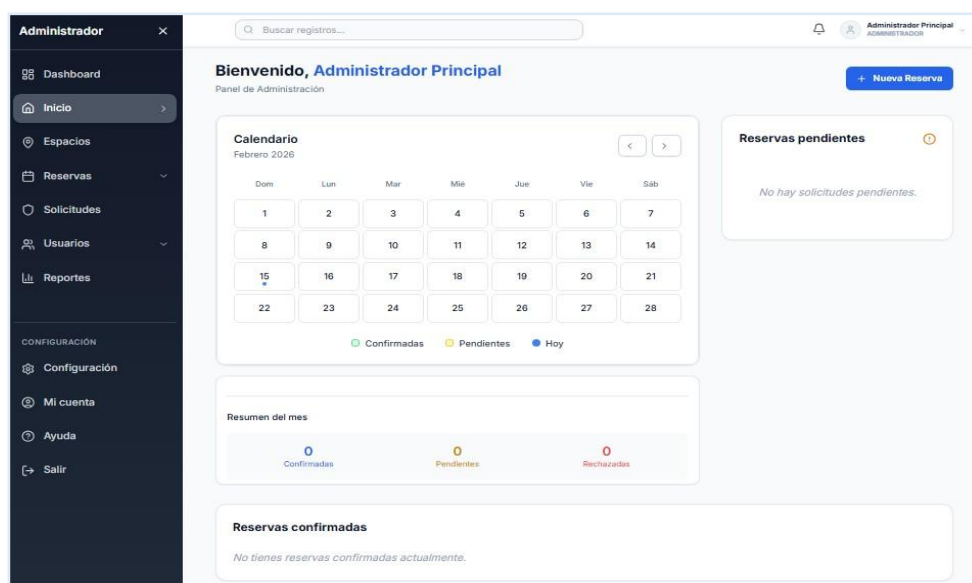 Administrador
Dashboard
Inicio
Espacios
Reservas
Solicitudes
Usuarios
Reportes
CONFIGURACIÓN
Configuración
Mi cuenta
Ayuda
Salir
Buscar registros...
Administrador Principal
ADMINISTRADOR
Bienvenido, Administrador Principal
Panel de Administración
+ Nueva Reserva
Calendario
Febrero 2026
Dom Lun Mar Mié Jue Vie Sáb
1 2 3 4 5 6 7
8 9 10 11 12 13 14
15 16 17 18 19 20 21
22 23 24 25 26 27 28
Confirmadas Pendientes Hoy
Reservas pendientes
No hay solicitudes pendientes.
Resumen del mes
0 0 0
Confirmadas Pendientes Rechazadas
Reservas confirmadas
No tienes reservas confirmadas actualmente.